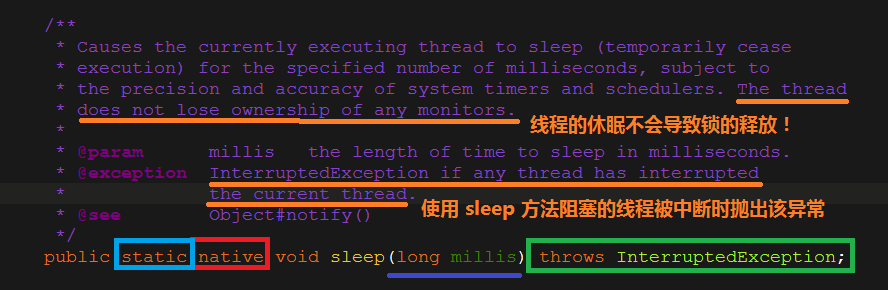 /**
* Causes the currently executing thread to sleep (temporarily cease
* execution) for the specified number of milliseconds, subject to
* the precision and accuracy of system timers and schedulers. The thread
* does not lose ownership of any monitors.
线程的休眠不会导致锁的释放！
*
* @param millis the length of time to sleep in milliseconds.
* @exception InterruptedException if any thread has interrupted
* the current thread.
使用 sleep 方法阻塞的线程被中断时抛出该异常
* @see Object#notify()
*/
public static native void sleep(long millis) throws InterruptedException;